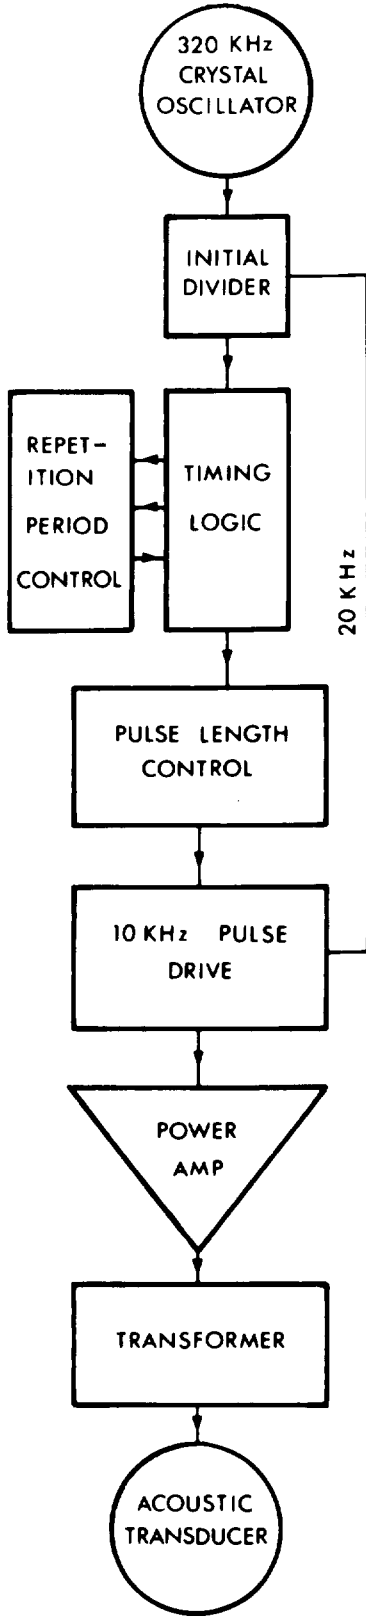 320 KHz
CRYSTAL
OSCILLATOR
INITIAL
DIVIDER
REPET-
ITION
PERIOD
CONTROL
TIMING
LOGIC
20 KHz
PULSE LENGTH
CONTROL
10 KHz PULSE
DRIVE
POWER
AMP
TRANSFORMER
ACOUSTIC
TRANSDUCER